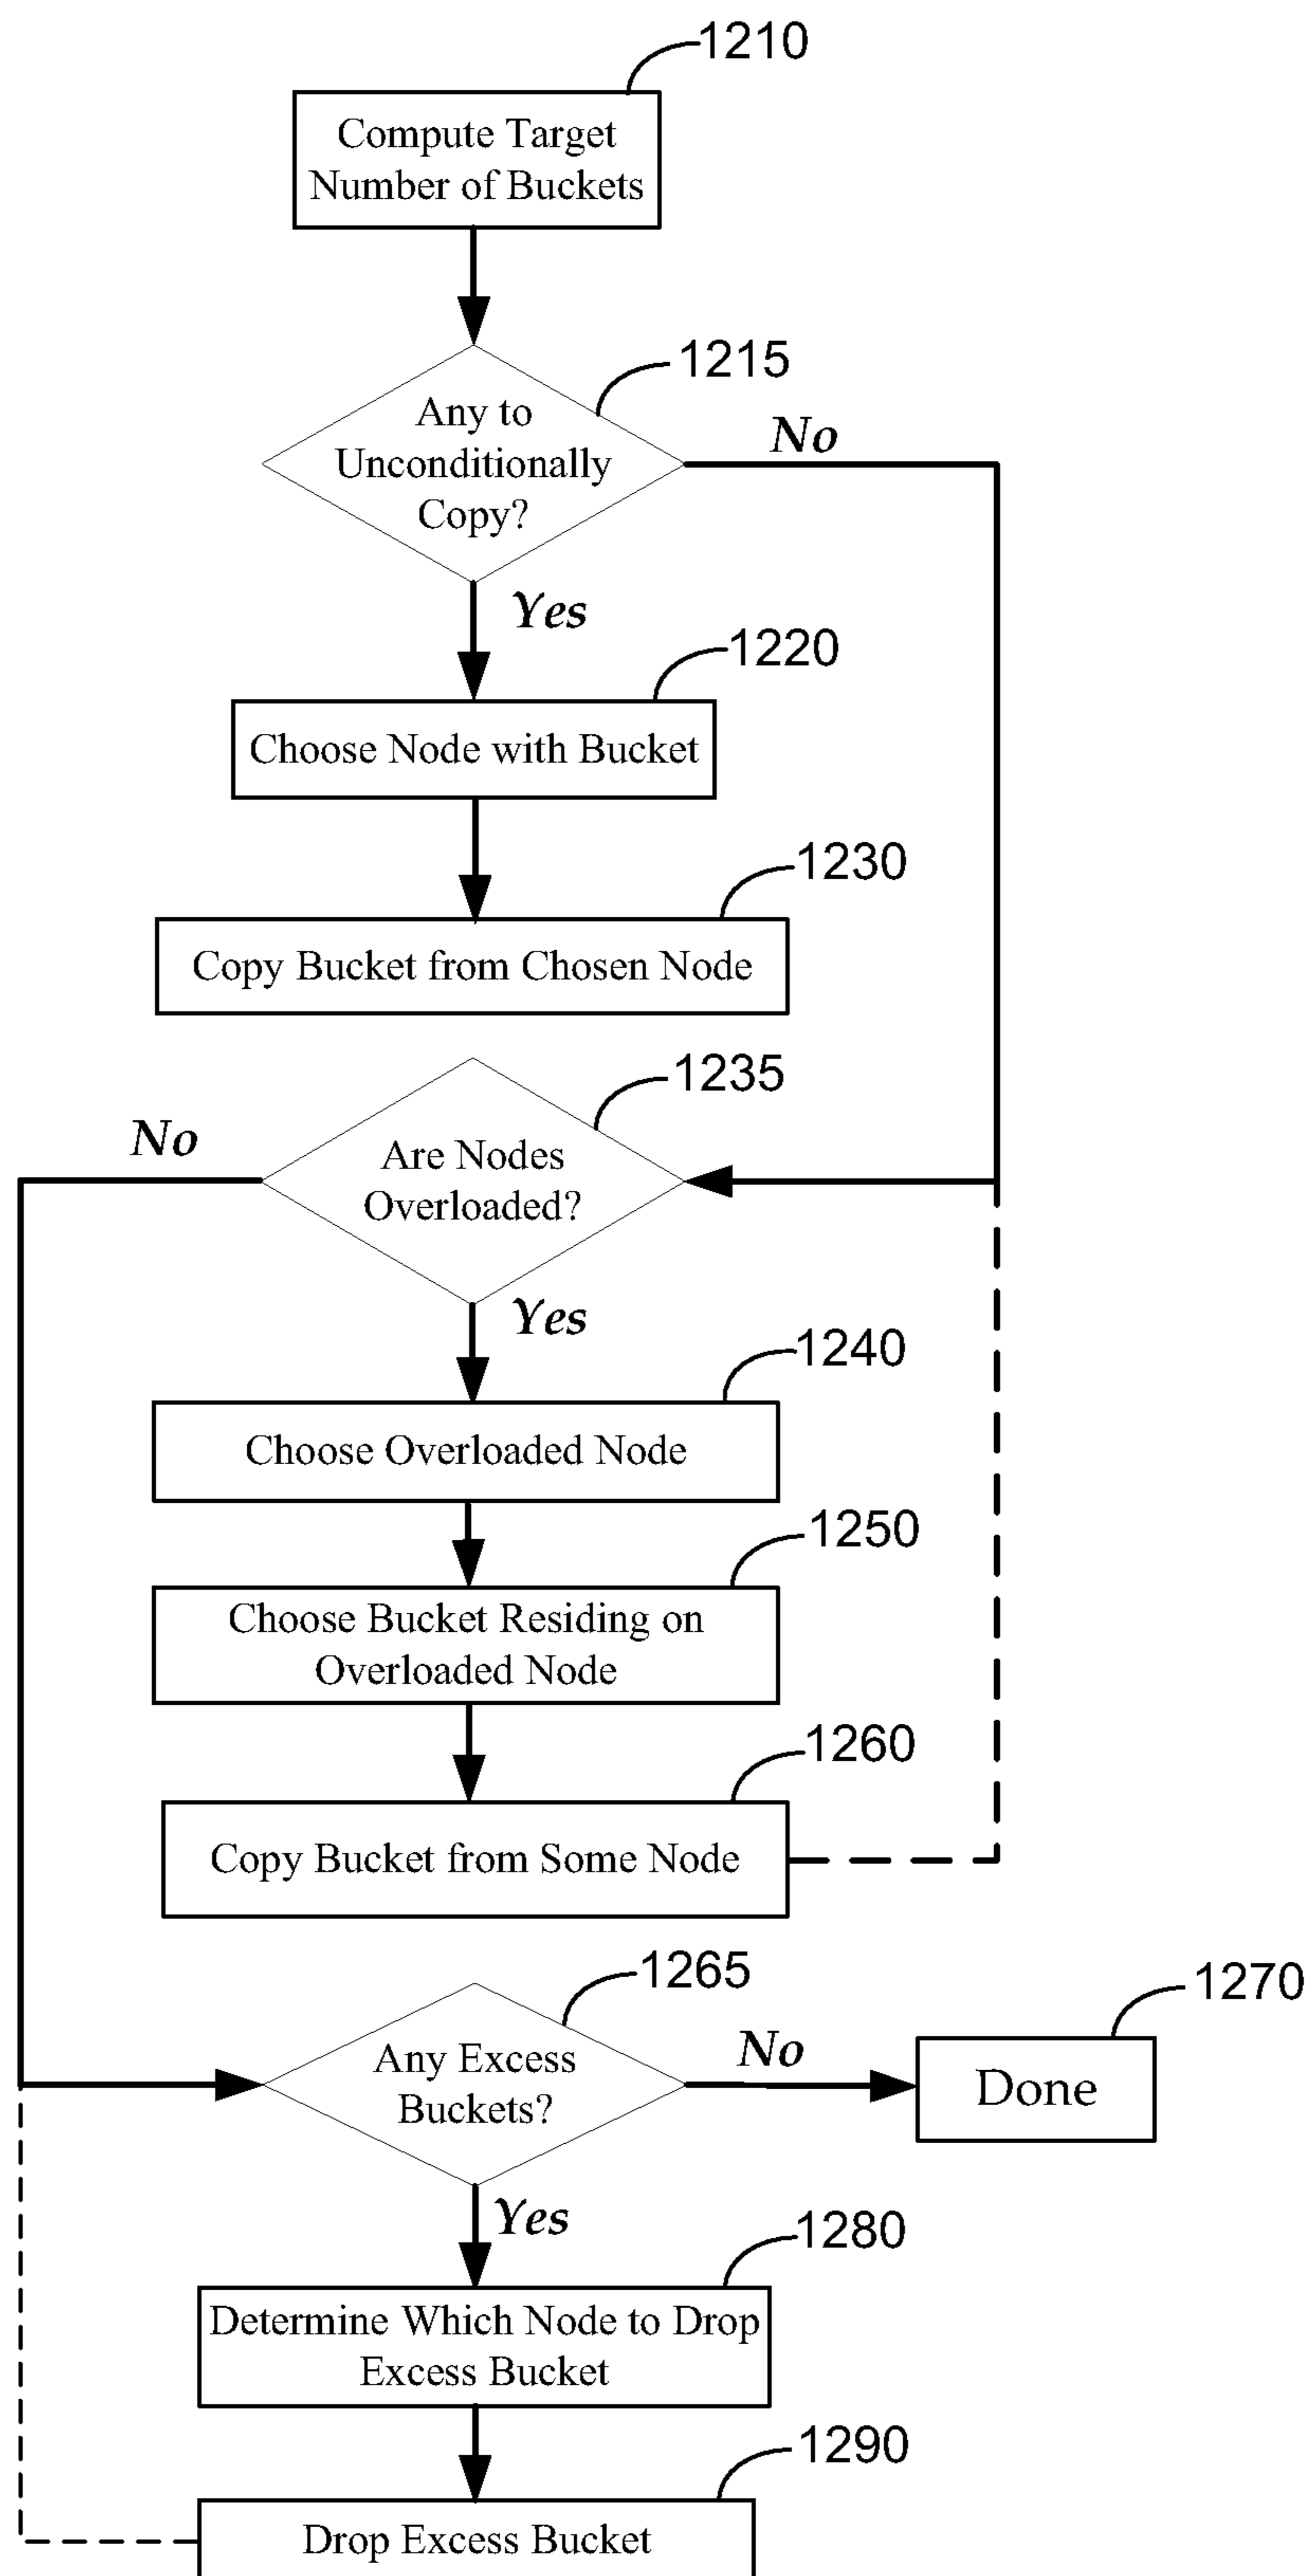 1210
Compute Target
Number of Buckets
1215
Any to
Unconditionally
Copy?
No
Yes
1220
Choose Node with Bucket
1230
Copy Bucket from Chosen Node
1235
Are Nodes
Overloaded?
No
Yes
1240
Choose Overloaded Node
1250
Choose Bucket Residing on
Overloaded Node
1260
Copy Bucket from Some Node
1265
Any Excess
Buckets?
No
1270
Done
Yes
1280
Determine Which Node to Drop
Excess Bucket
1290
Drop Excess Bucket